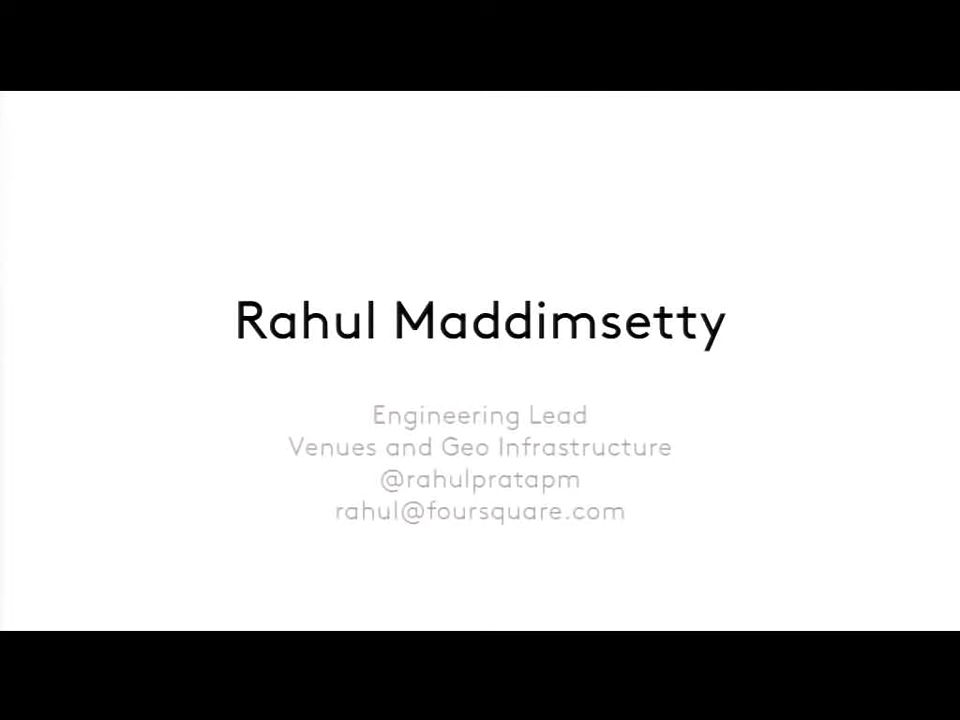 Rahul Maddimsetty
Engineering Lead
Venues and Geo Infrastructure
@rahulpratapm
rahul@foursquare.com